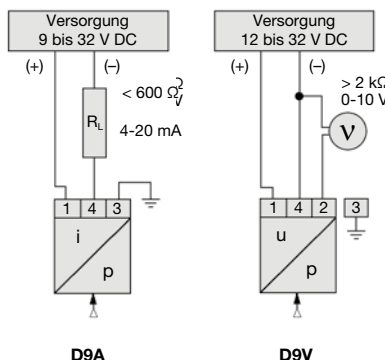 Versorgung
9 bis 32 V DC
(+)
(–)
< 600 Ω
R_L
4-20 mA
1 4 3
i
p
D9A
Versorgung
12 bis 32 V DC
(+)
(–)
> 2 kΩ
0-10 V
V
1 4 2 3
u
p
D9V